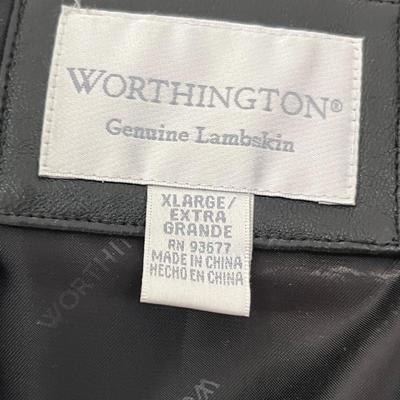 WORTHINGTON®
Genuine Lambskin
XLARGE/
EXTRA
GRANDE
RN 93677
MADE IN CHINA
HECHO EN CHINA